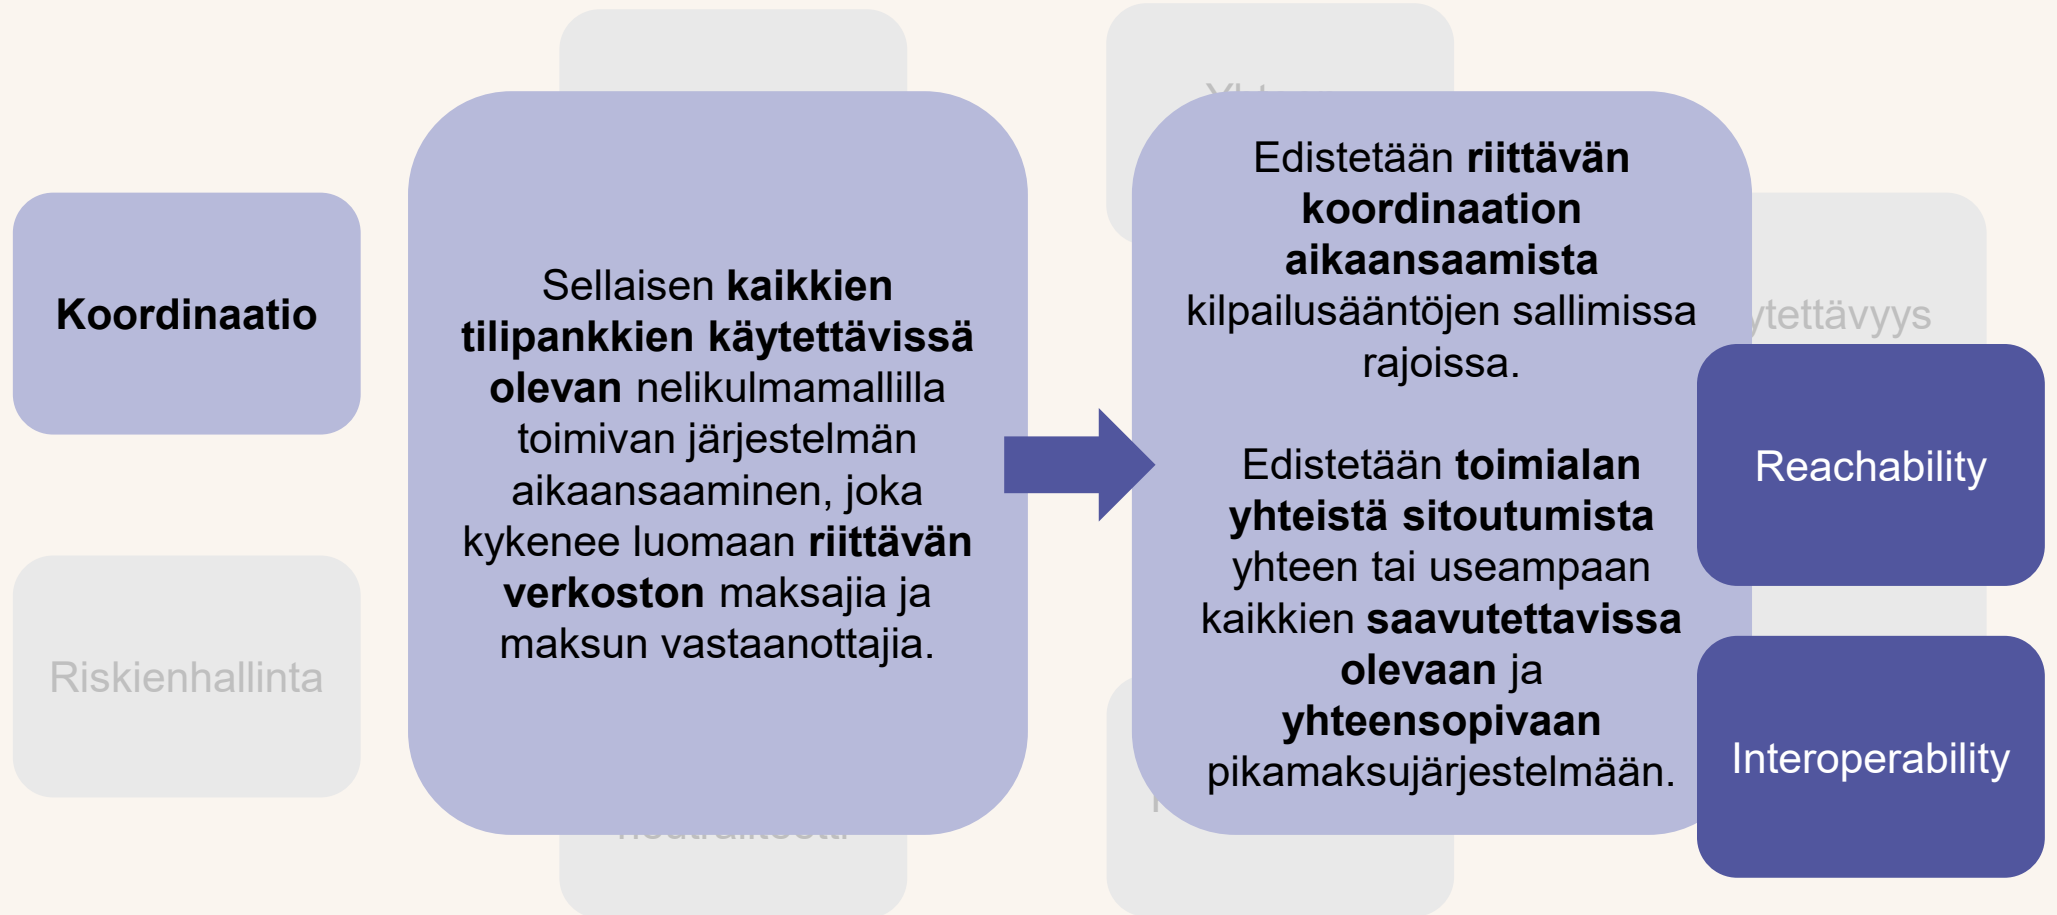 Koordinaatio
Riskienhallinta
Sellaisen kaikkien
tilipankkien käytettävissä
olevan nelikulmamallilla
toimivan järjestelmän
aikaansaaminen, joka
kykenee luomaan riittävän
verkoston maksajia ja
maksun vastaanottajia.
Edistetään riittävän
koordinaation
aikaansaamista
kilpailusääntöjen sallimissa
rajoissa.
Edistetään toimialan
yhteistä sitoutumista
yhteen tai useampaan
kaikkien saavutettavissa
olevaan ja
yhteensopivaan
pikamaksujärjestelmään.
ytettävyys
Reachability
Interoperability